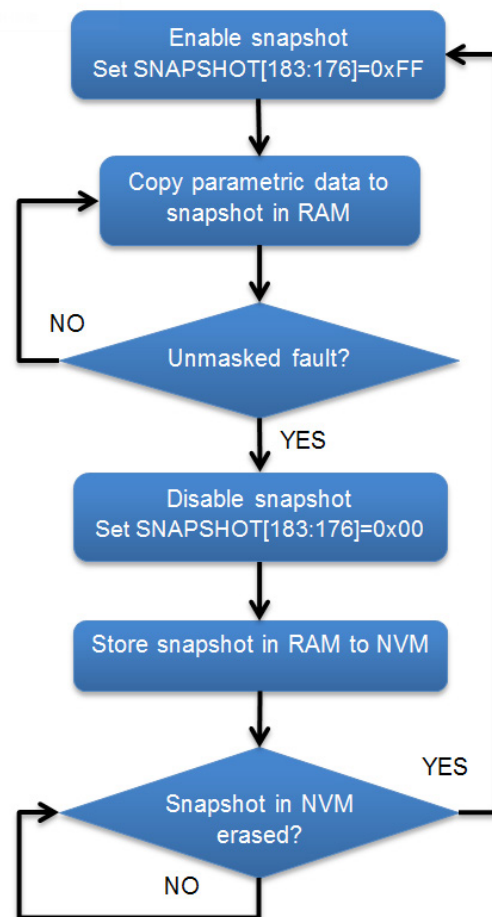 Enable snapshot
Set SNAPSHOT[183:176]=0xFF
Copy parametric data to
snapshot in RAM
NO
Unmasked fault?
YES
Disable snapshot
Set SNAPSHOT[183:176]=0x00
Store snapshot in RAM to NVM
YES
Snapshot in NVM
erased?
NO